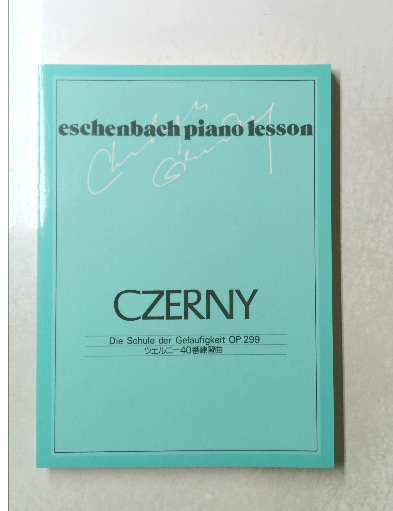 eschenbach piano lesson
CZERNY
Die Schule der Geläufigkeit OP.299
ツェルニー40番練習曲